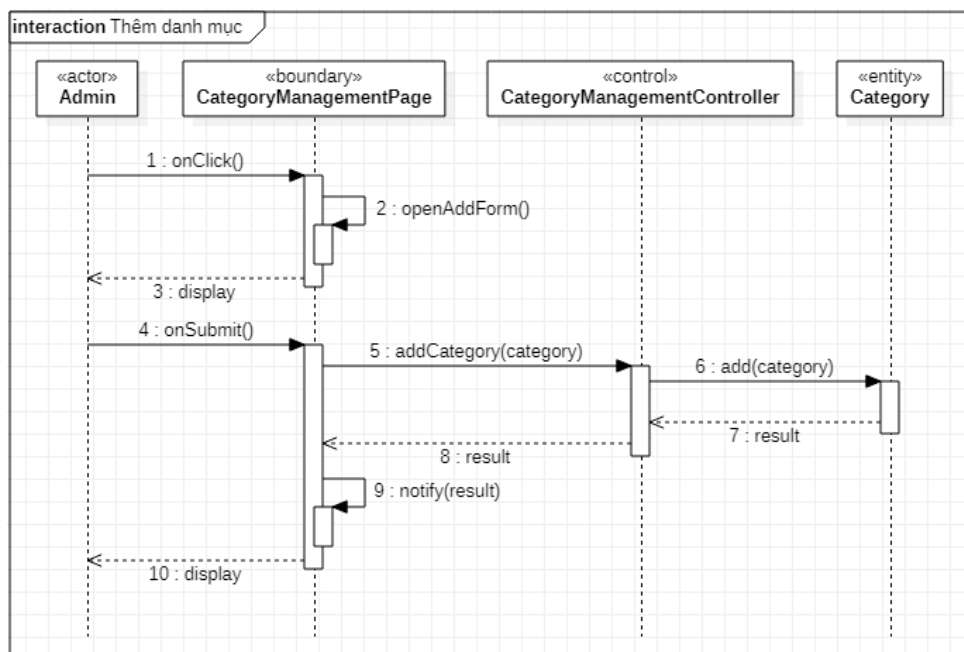 interaction Thêm danh mục
«actor»
Admin
«boundary»
CategoryManagementPage
«control»
CategoryManagementController
«entity»
Category
1 : onClick()
2 : openAddForm()
3 : display
4 : onSubmit()
5 : addCategory(category)
6 : add(category)
7 : result
8 : result
9 : notify(result)
10 : display